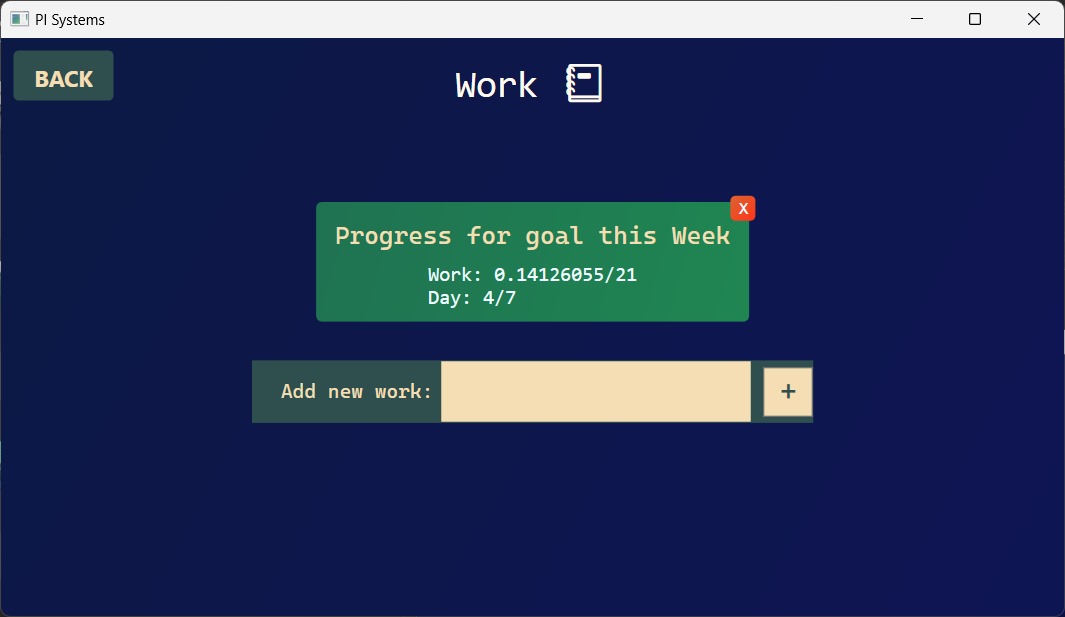 PI Systems
BACK
Work
X
Progress for goal this Week
Work: 0.14126055/21
Day: 4/7
Add new work:
+